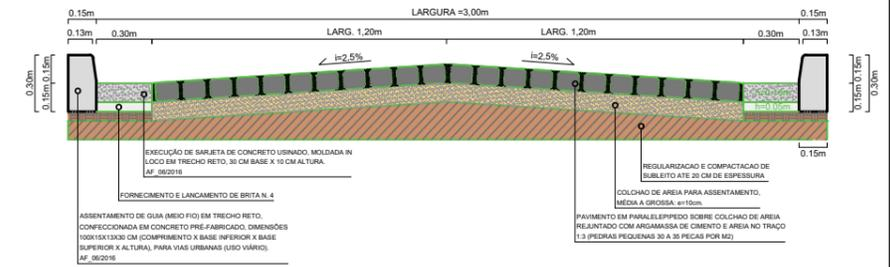 0.15m LARGURA =3,00m 0.15m
0.13m 0.30m LARG. 1,20m LARG. 1,20m 0.30m 0.13m
i=2,5% i=2,5%
0.30m 0.15m 0.15m
0.15m 0.15m 0.30m
h=0.05m
0.15m
EXECUÇÃO DE SARJETA DE CONCRETO USINADO, MOLDADA IN
LOCO EM TRECHO RETO, 30 CM BASE X 10 CM ALTURA.
AF_06/2016
FORNECIMENTO E LANCAMENTO DE BRITA N. 4
ASSENTAMENTO DE GUIA (MEIO FIO) EM TRECHO RETO,
CONFECCIONADA EM CONCRETO PRÉ-FABRICADO, DIMENSÕES
100X15X13X30 CM (COMPRIMENTO X BASE INFERIOR X BASE
SUPERIOR X ALTURA), PARA VIAS URBANAS (USO VIÁRIO).
AF_06/2016
REGULARIZACAO E COMPACTACAO DE
SUBLEITO ATE 20 CM DE ESPESSURA
COLCHAO DE AREIA PARA ASSENTAMENTO,
MÉDIA A GROSSA: e=10cm.
PAVIMENTO EM PARALELEPIPEDO SOBRE COLCHAO DE AREIA
REJUNTADO COM ARGAMASSA DE CIMENTO E AREIA NO TRAÇO
1:3 (PEDRAS PEQUENAS 30 A 35 PECAS POR M2)